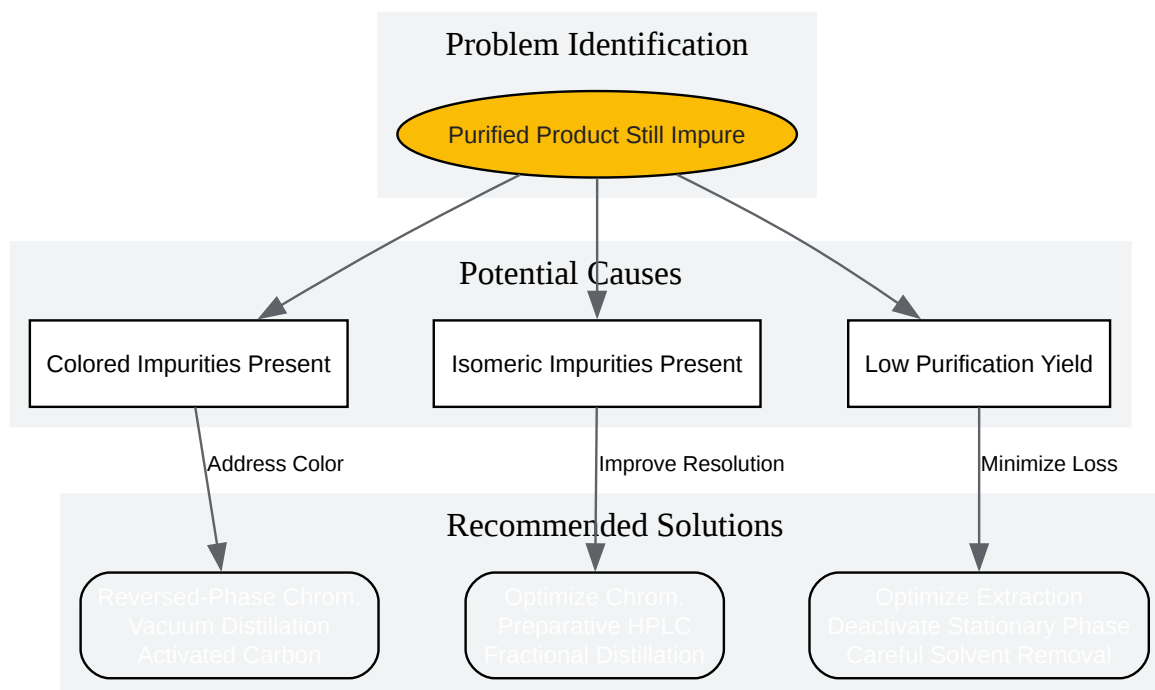 Problem Identification
Purified Product Still Impure
Potential Causes
Colored Impurities Present
Isomeric Impurities Present
Low Purification Yield
Address Color
Improve Resolution
Minimize Loss
Recommended Solutions
Reversed-Phase Chrom.
Vacuum Distillation
Activated Carbon
Optimize Chrom.
Preparative HPLC
Fractional Distillation
Optimize Extraction
Deactivate Stationary Phase
Careful Solvent Removal